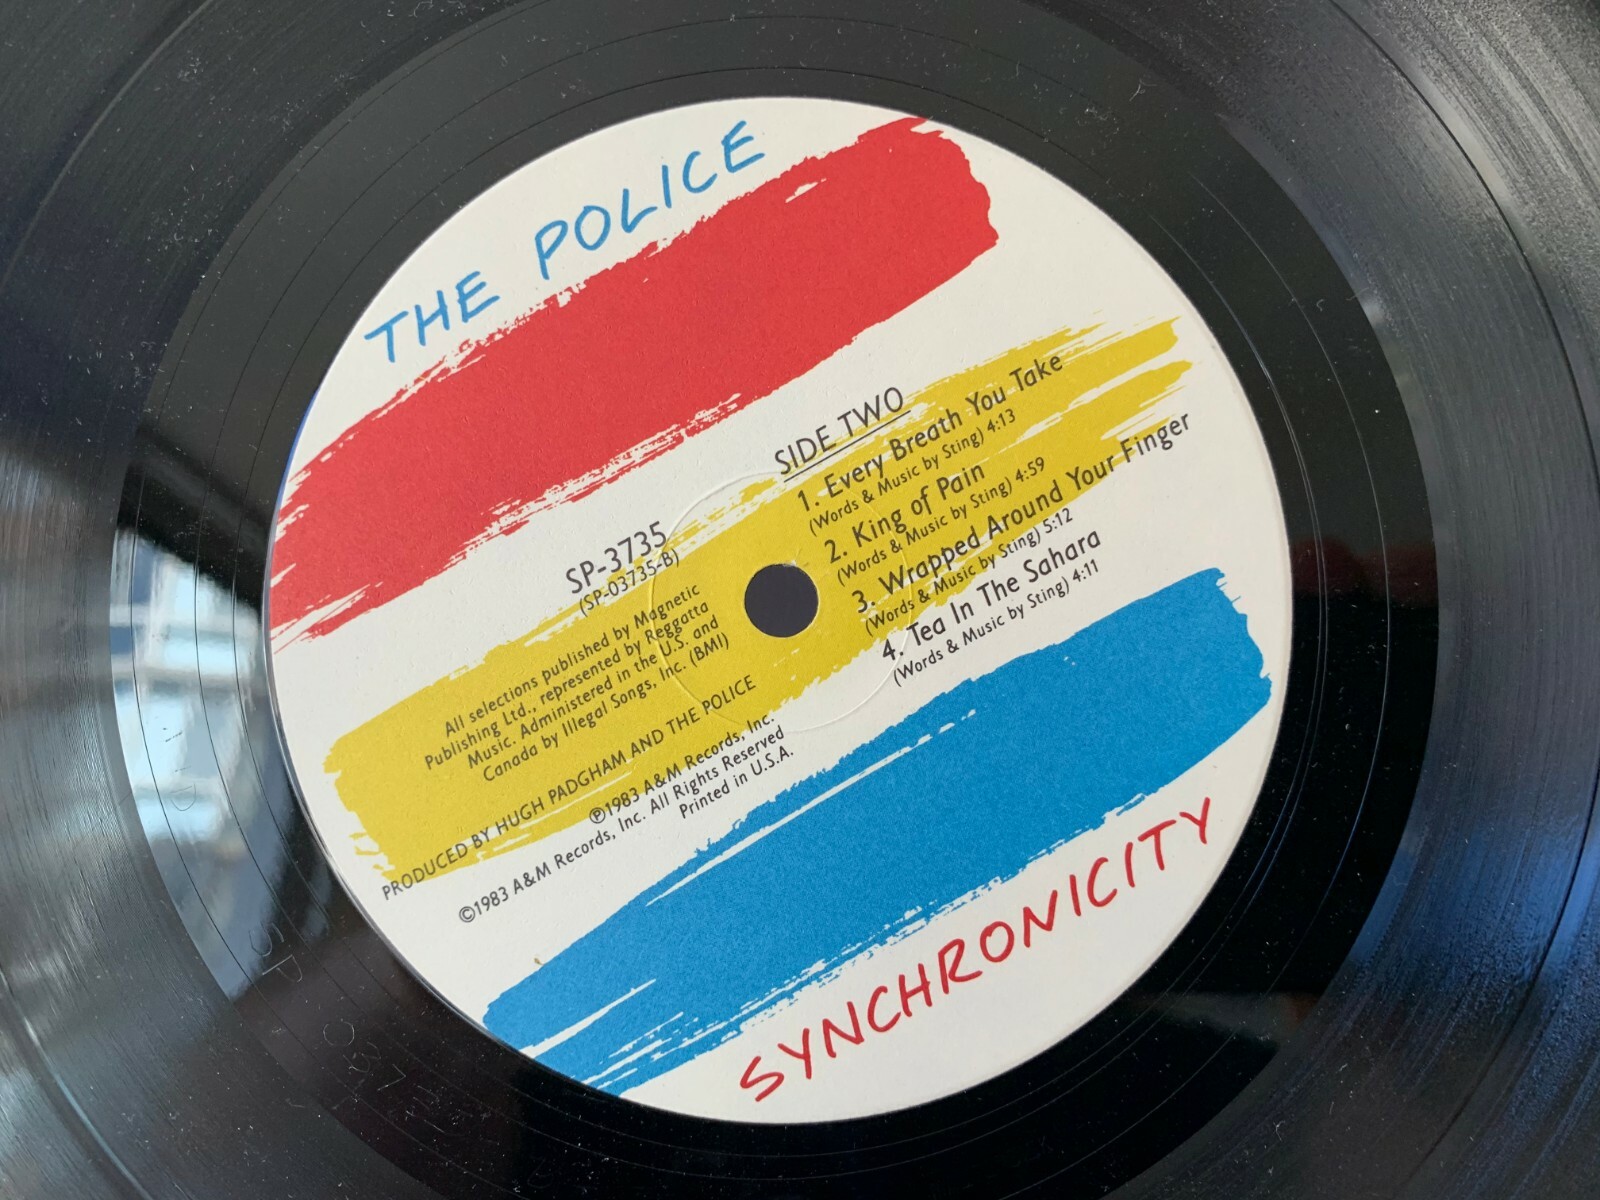 THE POLICE
SIDE TWO
1. Every Breath You Take
(Words & Music by Sting) 4:13
2. King of Pain
(Words & Music by Sting) 4:59
3. Wrapped Around Your Finger
(Words & Music by Sting) 5:12
4. Tea In The Sahara
(Words & Music by Sting) 4:11
SP-3735
(SP-03735-B)
All selections published by Magnetic
Publishing Ltd., represented by Reggatta
Music. Administered in the U.S. and
Canada by Illegal Songs, Inc. (BMI)
PRODUCED BY HUGH PADGHAM AND THE POLICE
℗1983 A&M Records, Inc.
©1983 A&M Records, Inc. All Rights Reserved
Printed in U.S.A.
SYNCHRONICITY
SP